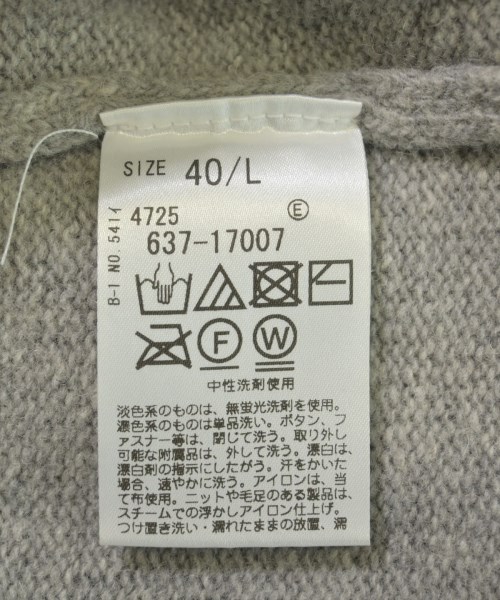 SIZE 40/L
B-I NO.5414
4725 E
637-17007
F W
中性洗剤使用
淡色系のものは、無蛍光洗剤を使用。
濃色系のものは単品洗い。ボタン、フ
ァスナー等は、閉じて洗う。取り外し
可能な附属品は、外して洗う。漂白は、
漂白剤の指示にしたがう。汗をかいた
場合、速やかに洗う。アイロンは、当
て布使用。ニットや毛足のある製品は、
スチームでの浮かしアイロン仕上げ。
つけ置き洗い・濡れたままの放置、濡